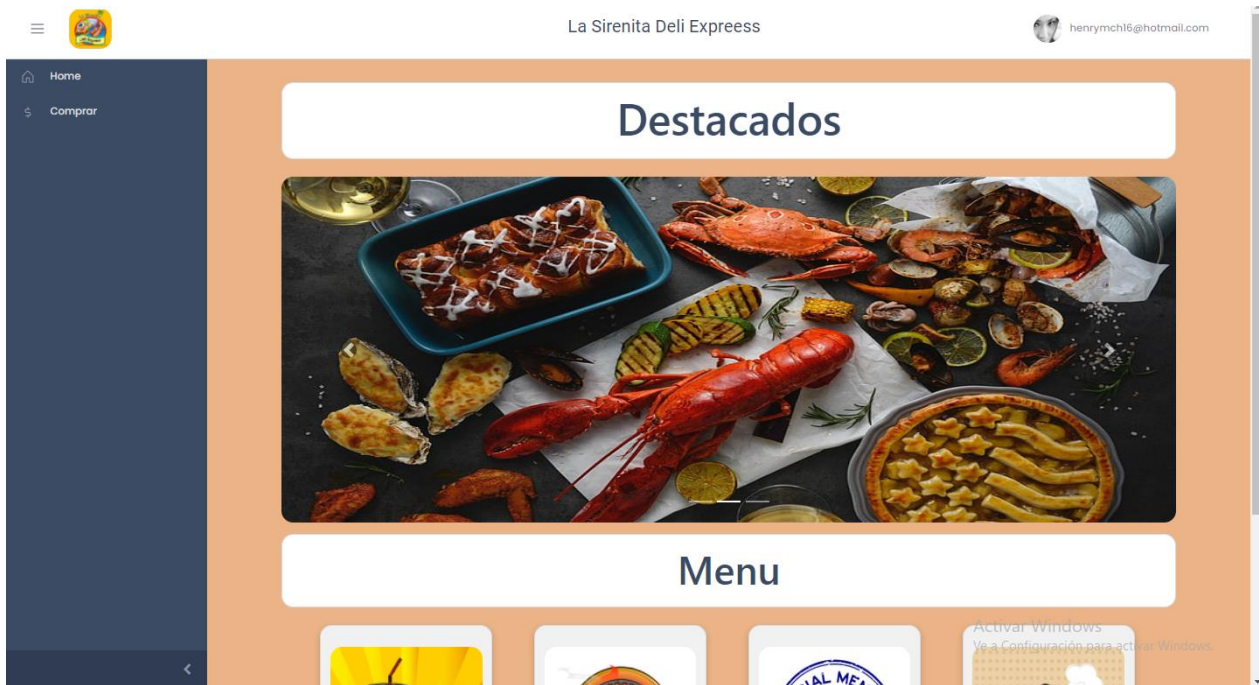 La Sirenita Deli Expreess
henrymch16@hotmail.com
Home
Comprar
Destacados
Menu
Activar Windows
Ve a Configuración para activar Windows.